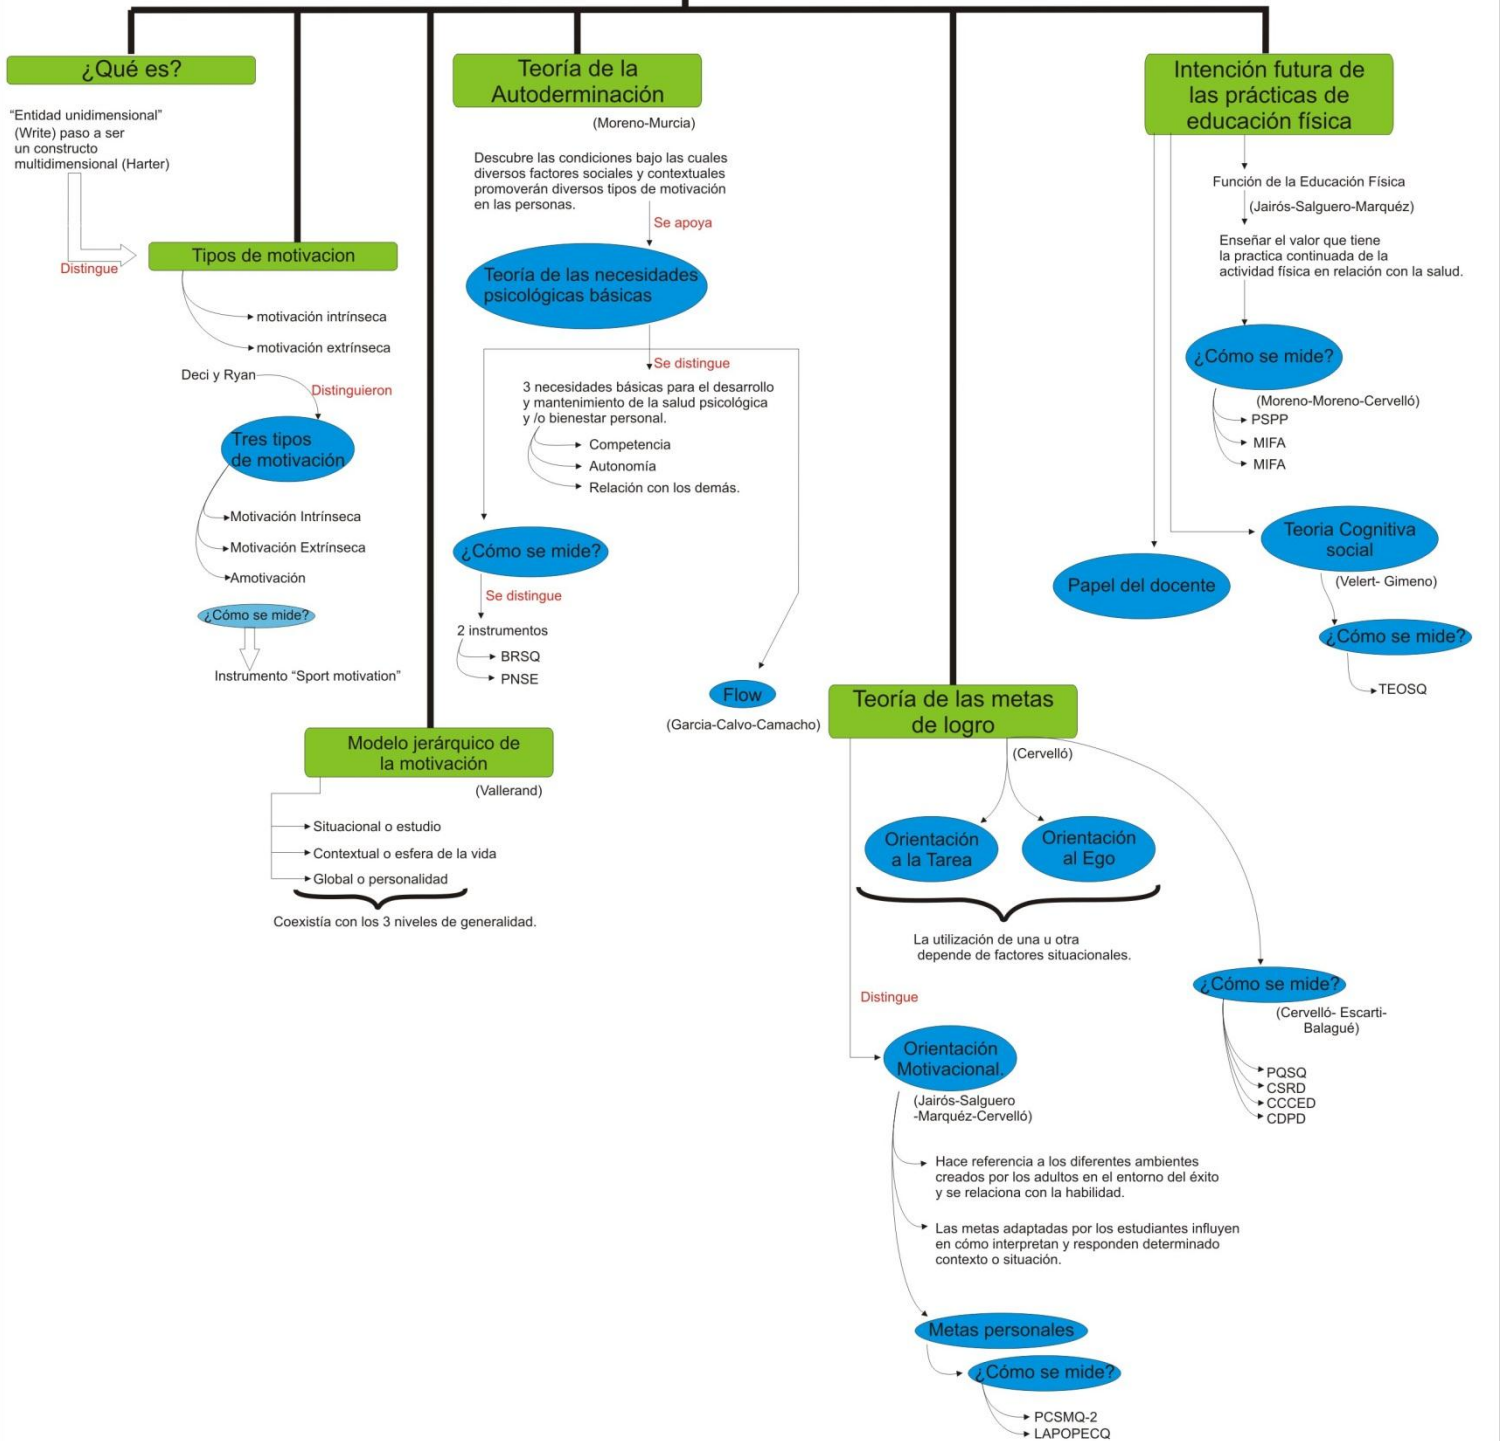 ¿Qué es?
"Entidad unidimensional"
(Write) paso a ser
un constructo
multidimensional (Harter)
Distingue
Tipos de motivacion
motivación intrínseca
motivación extrínseca
Deci y Ryan
Distinguieron
Tres tipos
de motivación
Motivación Intrínseca
Motivación Extrínseca
Amotivación
¿Cómo se mide?
Instrumento "Sport motivation"
Modelo jerárquico de
la motivación
(Vallerand)
Situacional o estudio
Contextual o esfera de la vida
Global o personalidad
Coexistía con los 3 niveles de generalidad.
Teoría de la
Autoderminación
(Moreno-Murcia)
Descubre las condiciones bajo las cuales
diversos factores sociales y contextuales
promoverán diversos tipos de motivación
en las personas.
Se apoya
Teoría de las necesidades
psicológicas básicas
Se distingue
3 necesidades básicas para el desarrollo
y mantenimiento de la salud psicológica
y /o bienestar personal.
Competencia
Autonomía
Relación con los demás.
¿Cómo se mide?
Se distingue
2 instrumentos
BRSQ
PNSE
Flow
(Garcia-Calvo-Camacho)
Teoría de las metas
de logro
(Cervelló)
Orientación
a la Tarea
Orientación
al Ego
La utilización de una u otra
depende de factores situacionales.
Distingue
Orientación
Motivacional.
(Jairós-Salguero
-Marquéz-Cervelló)
Hace referencia a los diferentes ambientes
creados por los adultos en el entorno del éxito
y se relaciona con la habilidad.
Las metas adaptadas por los estudiantes influyen
en cómo interpretan y responden determinado
contexto o situación.
Metas personales
¿Cómo se mide?
PCSMQ-2
LAPOPECQ
¿Cómo se mide?
(Cervelló- Escarti-
Balagué)
PQSQ
CSRD
CCCED
CDPD
Intención futura de
las prácticas de
educación física
Función de la Educación Física
(Jairós-Salguero-Marquéz)
Enseñar el valor que tiene
la practica continuada de la
actividad física en relación con la salud.
¿Cómo se mide?
(Moreno-Moreno-Cervelló)
PSPP
MIFA
MIFA
Teoria Cognitiva
social
(Velert- Gimeno)
Papel del docente
¿Cómo se mide?
TEOSQ